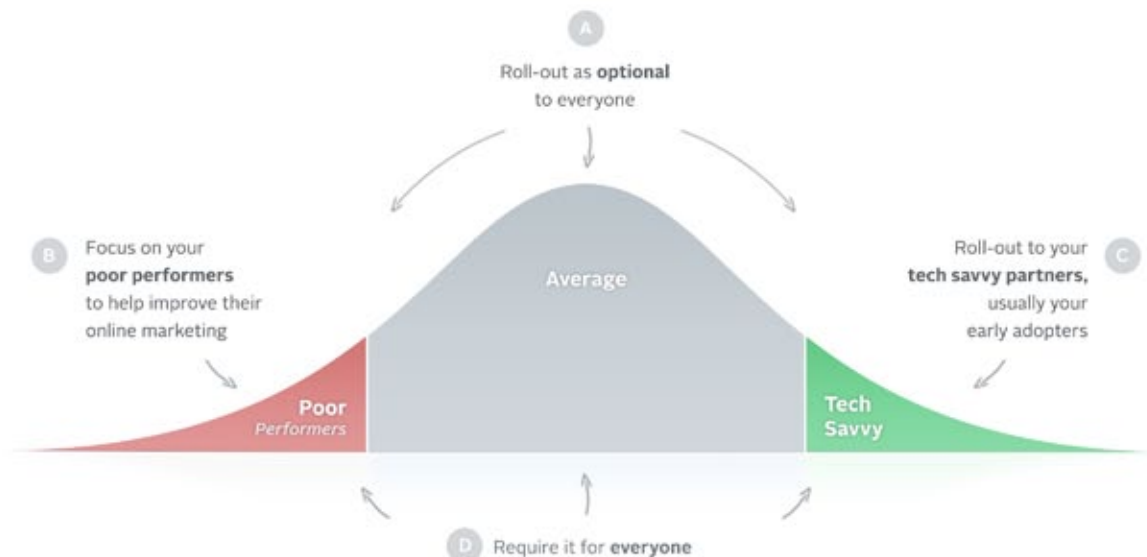 A
Roll-out as optional
to everyone
B
Focus on your
poor performers
to help improve their
online marketing
Average
Roll-out to your
tech savvy partners,
usually your
early adopters
C
Poor
Performers
Tech
Savvy
D Require it for everyone